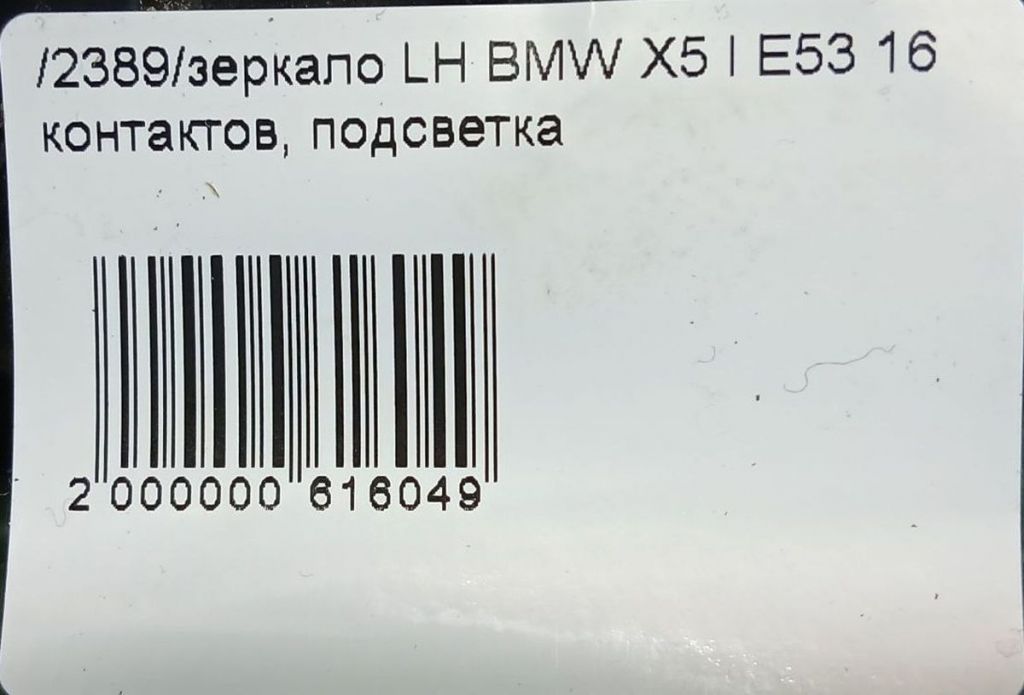 /2389/зеркало LH BMW X5 I E53 16
контактов, подсветка
2 000000 616049